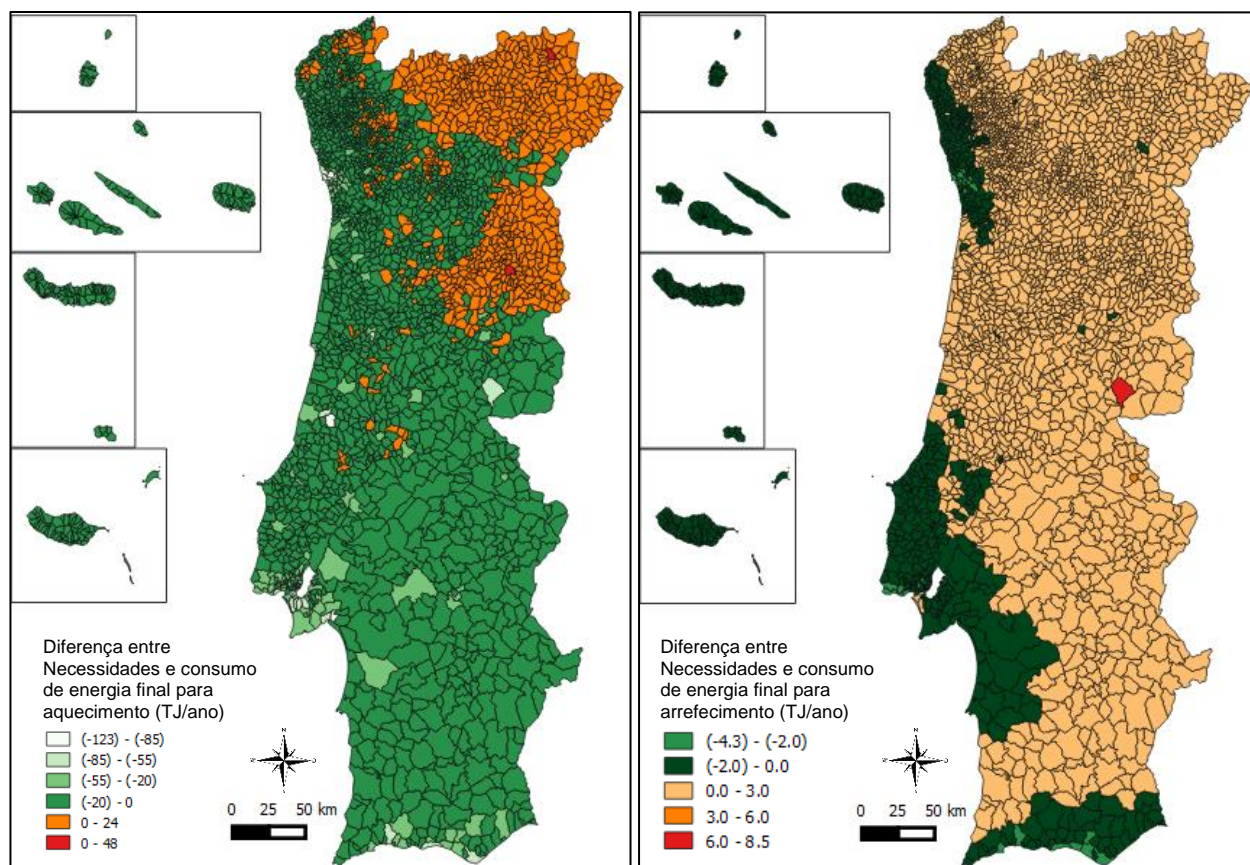 Diferença entre
Necessidades e consumo
de energia final para
aquecimento (TJ/ano)
(-123) - (-85)
(-85) - (-55)
(-55) - (-20)
(-20) - 0
0 - 24
0 - 48
0 25 50 km
Diferença entre
Necessidades e consumo
de energia final para
arrefecimento (TJ/ano)
(-4.3) - (-2.0)
(-2.0) - 0.0
0.0 - 3.0
3.0 - 6.0
6.0 - 8.5
0 25 50 km